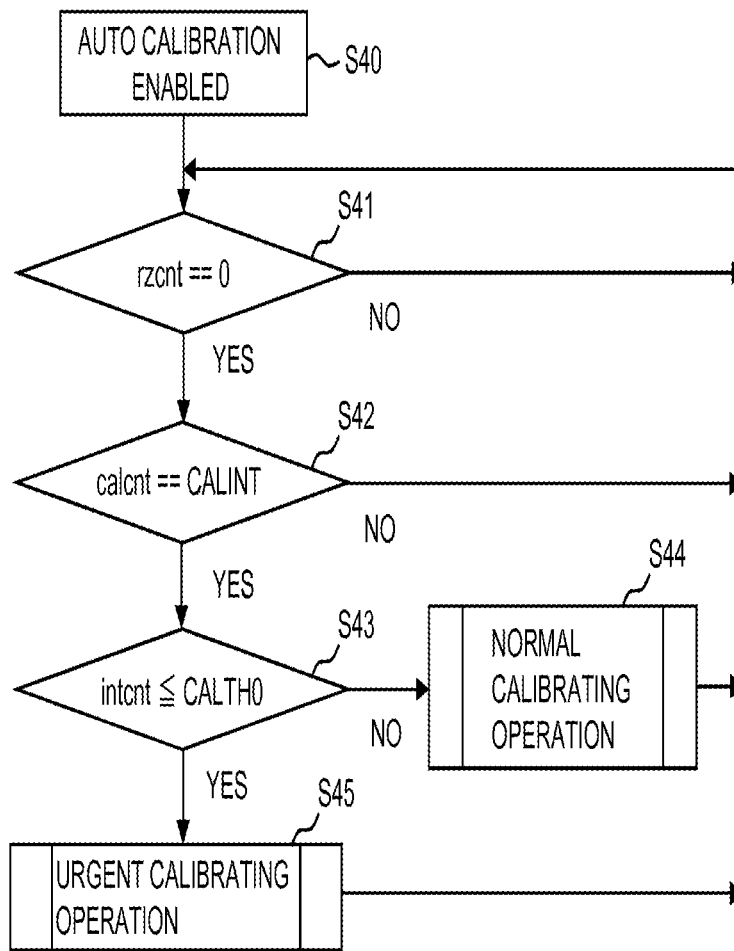 AUTO CALIBRATION
ENABLED
S40
S41
rzcnt == 0
NO
YES
S42
calcnt == CALINT
NO
YES
S43
intcnt ≦ CALTH0
NO
YES
S44
NORMAL
CALIBRATING
OPERATION
S45
URGENT CALIBRATING
OPERATION